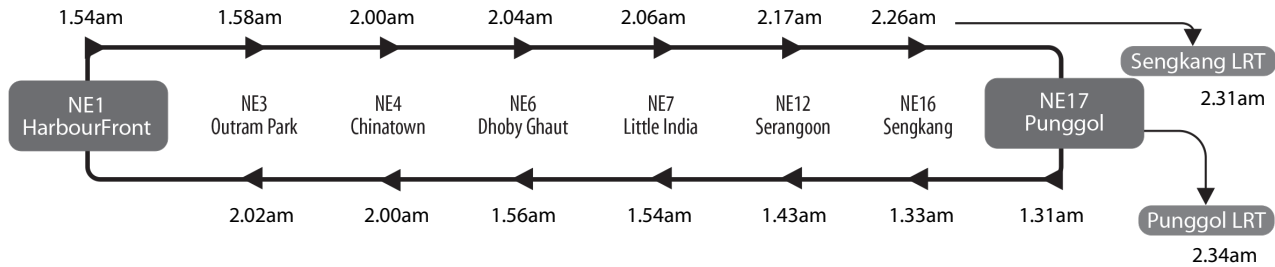 1.54am 1.58am 2.00am 2.04am 2.06am 2.17am 2.26am
Sengkang LRT
2.31am
NE1
HarbourFront
NE3
Outram Park
NE4
Chinatown
NE6
Dhoby Ghaut
NE7
Little India
NE12
Serangoon
NE16
Sengkang
NE17
Punggol
2.02am 2.00am 1.56am 1.54am 1.43am 1.33am 1.31am
Punggol LRT
2.34am